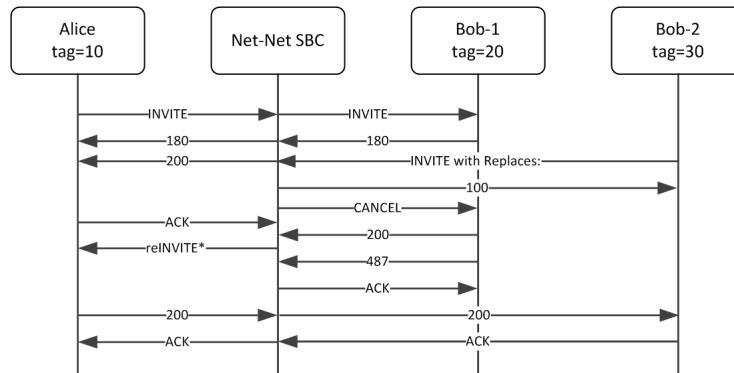 Alice
tag=10
Net-Net SBC
Bob-1
tag=20
Bob-2
tag=30
INVITE
INVITE
180
180
200
INVITE with Replaces:
100
CANCEL
ACK
200
reINVITE*
487
ACK
200
200
ACK
ACK